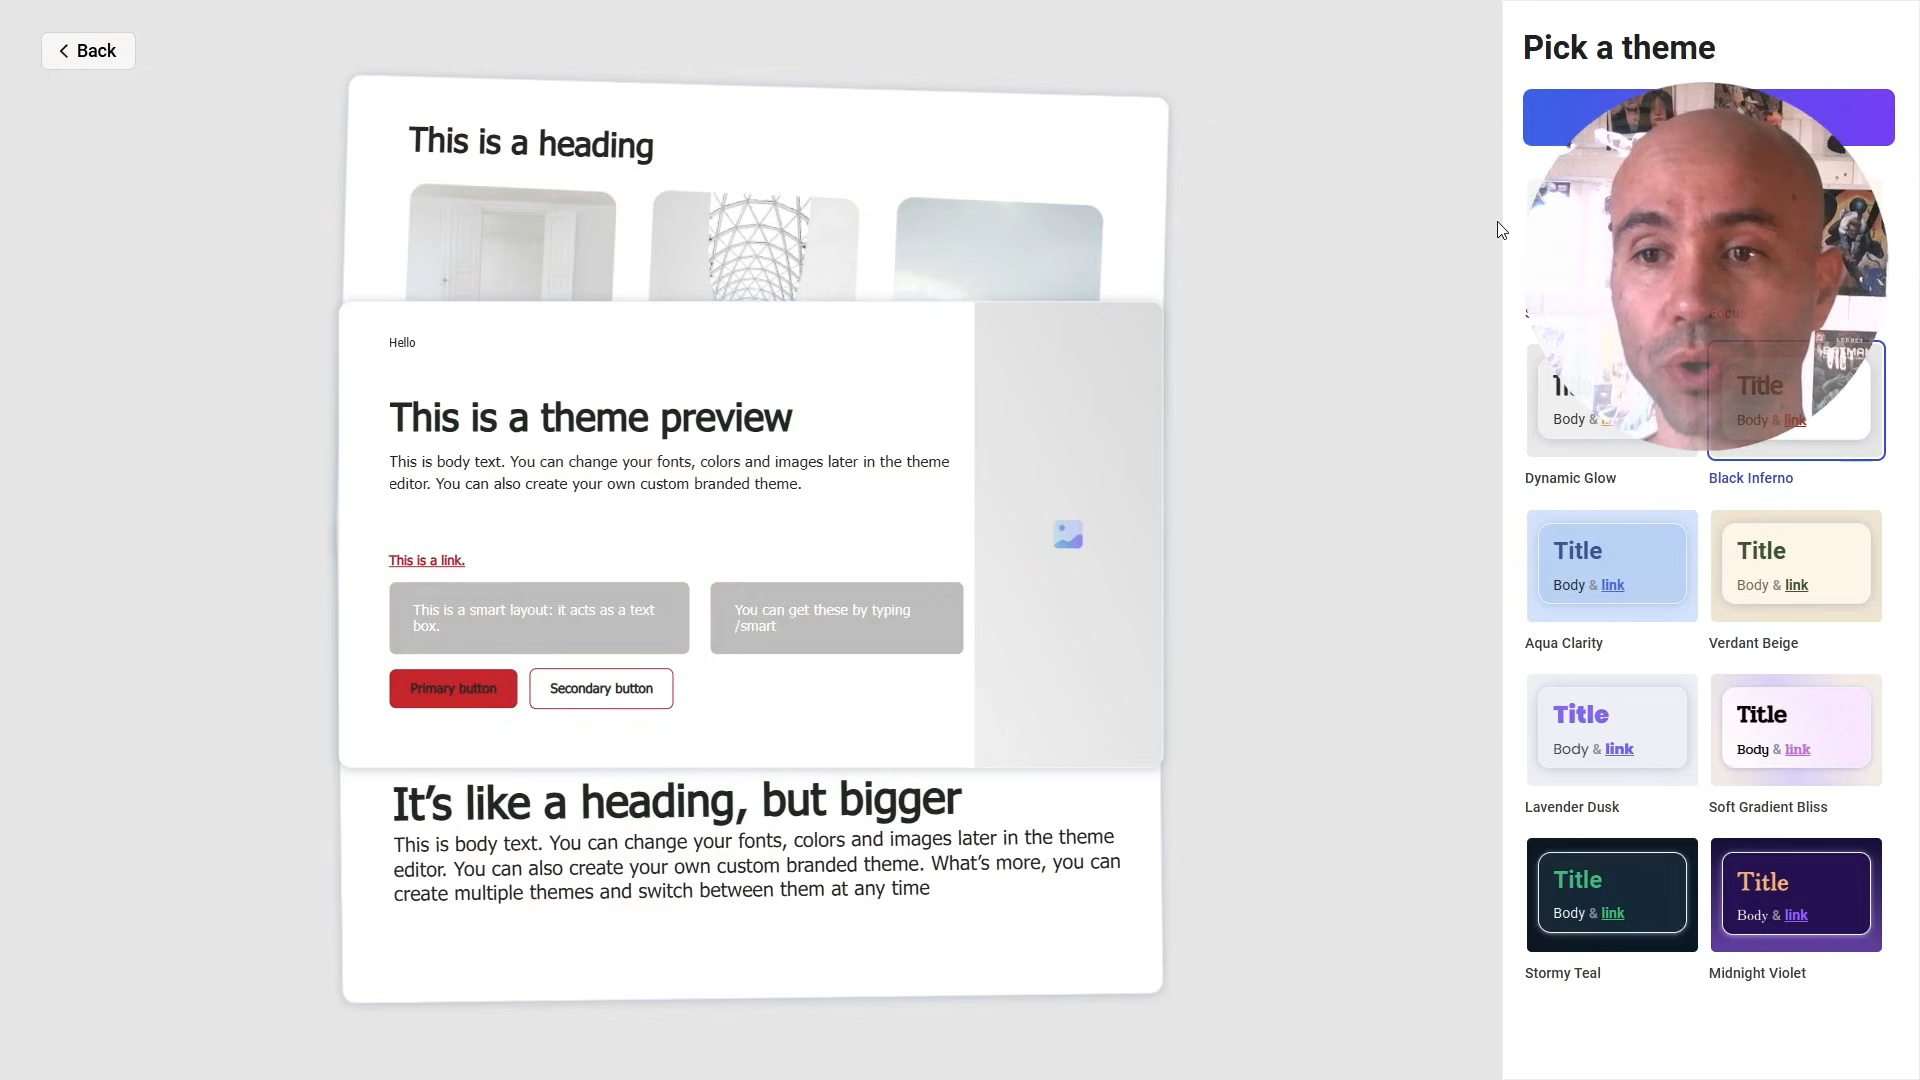 Back
Pick a theme
This is a heading
Hello
This is a theme preview
This is body text. You can change your fonts, colors and images later in the theme
editor. You can also create your own custom branded theme.
This is a link.
This is a smart layout: it acts as a text
box.
You can get these by typing
/smart
Primary button
Secondary button
It's like a heading, but bigger
This is body text. You can change your fonts, colors and images later in the theme
editor. You can also create your own custom branded theme. What's more, you can
create multiple themes and switch between them at any time
BATMAN
Body &
Title
Body & link
Dynamic Glow
Black Inferno
Title
Body & link
Aqua Clarity
Title
Body & link
Verdant Beige
Title
Body & link
Lavender Dusk
Title
Body & link
Soft Gradient Bliss
Title
Body & link
Stormy Teal
Title
Body & link
Midnight Violet